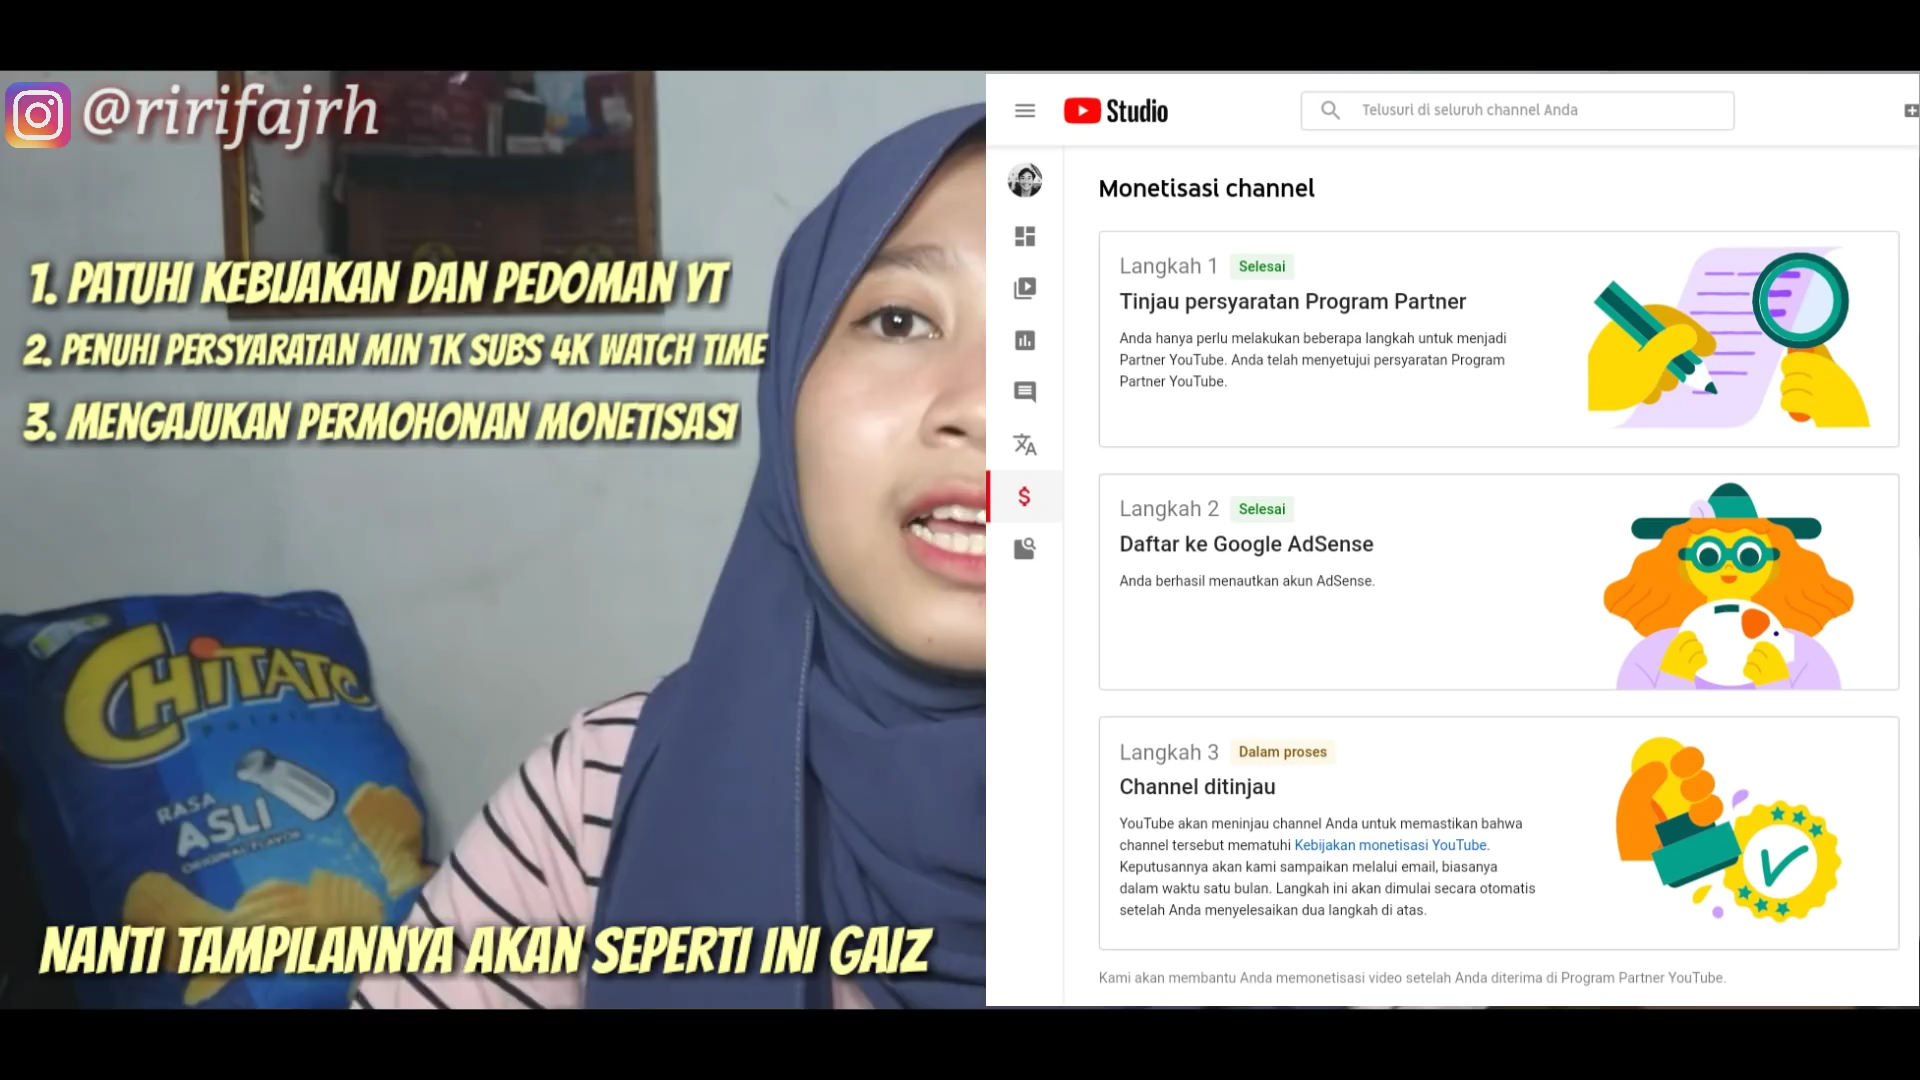 @ririfajrh
1. PATUHI KEBIJAKAN DAN PEDOMAN YT
2. PENUHI PERSYARATAN MIN 1K SUBS 4K WATCH TIME
3. MENGAJUKAN PERMOHONAN MONETISASI
CHITATO
RASA
ASLI
ORIGINAL FLAVOR
NANTI TAMPILANNYA AKAN SEPERTI INI GAIZ
Studio
Telusuri di seluruh channel Anda
Monetisasi channel
Langkah 1 Selesai
Tinjau persyaratan Program Partner
Anda hanya perlu melakukan beberapa langkah untuk menjadi
Partner YouTube. Anda telah menyetujui persyaratan Program
Partner YouTube.
Langkah 2 Selesai
Daftar ke Google AdSense
Anda berhasil menautkan akun AdSense.
Langkah 3 Dalam proses
Channel ditinjau
YouTube akan meninjau channel Anda untuk memastikan bahwa
channel tersebut mematuhi Kebijakan monetisasi YouTube.
Keputusannya akan kami sampaikan melalui email, biasanya
dalam waktu satu bulan. Langkah ini akan dimulai secara otomatis
setelah Anda menyelesaikan dua langkah di atas.
Kami akan membantu Anda memonetisasi video setelah Anda diterima di Program Partner YouTube.